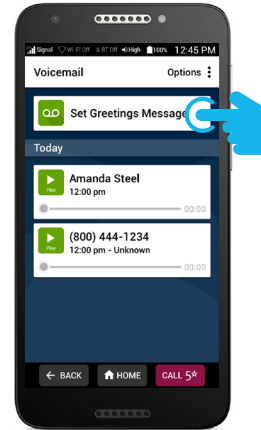 Signal Wi-Fi Off BT Off High 100% 12:45 PM
Voicemail Options
Set Greetings Message
Today
Amanda Steel
12:00 pm
Play
00:00
(800) 444-1234
12:00 pm - Unknown
Play
00:00
BACK HOME CALL 5☆